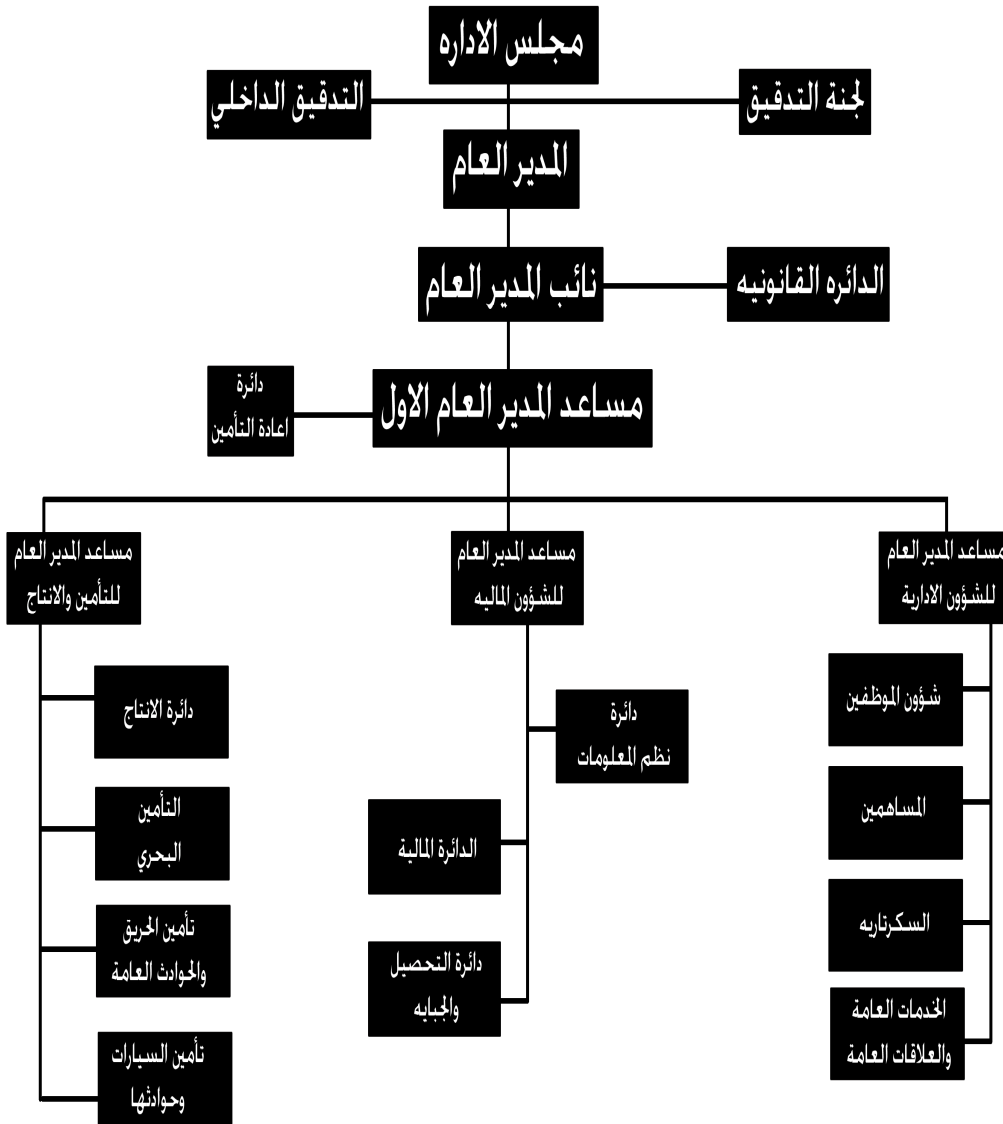 مجلس الاداره
لجنة التدقيق
التدقيق الداخلي
المدير العام
نائب المدير العام
الدائره القانونيه
مساعد المدير العام الاول
دائرة
اعادة التأمين
مساعد المدير العام
للشؤون الادارية
شؤون الموظفين
المساهمين
السكرتاريه
الخدمات العامة
والعلاقات العامة
مساعد المدير العام
للشؤون الماليه
دائرة
نظم المعلومات
الدائرة المالية
دائرة التحصيل
والجبايه
مساعد المدير العام
للتأمين والانتاج
دائرة الانتاج
التأمين
البحري
تأمين الحريق
والحوادث العامة
تأمين السيارات
وحوادثها